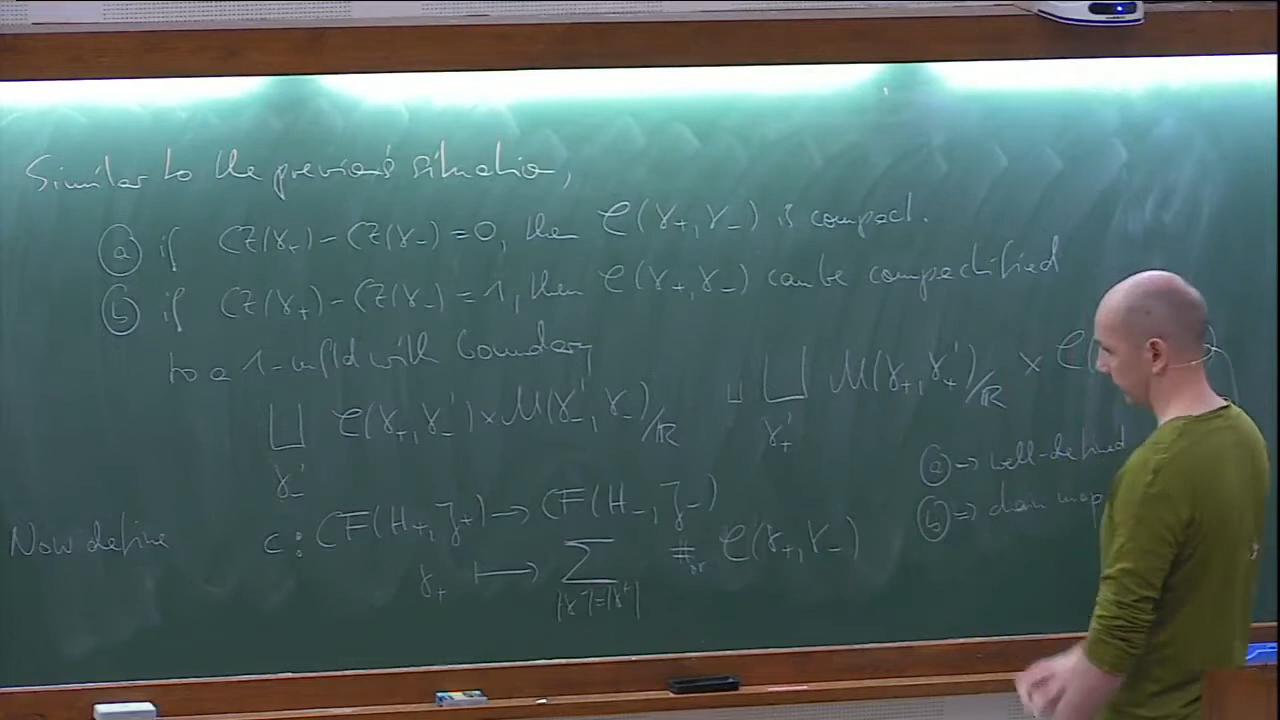 Similar to the previous situation,
(a) if CZ(γ₊) - CZ(γ₋) = 0, then 𝒞(γ₊, γ₋) is compact.
(b) if CZ(γ₊) - CZ(γ₋) = 1, then 𝒞(γ₊, γ₋) can be compactified
to a 1-mfld with boundary
⊔_{γ₋'} 𝒞(γ₊, γ₋') × M(γ₋', γ₋)/ℝ ⊔ ⊔_{γ₊'} M(γ₊, γ₊')/ℝ × 𝒞(
(a) → well-defined
(b) → chain map
Now define c: CF(H₊, J₊) → CF(H₋, J₋)
γ₊ ⟼ ∑_{|γ⁻|=|γ⁺|} # 𝒞(γ₊, γ₋)